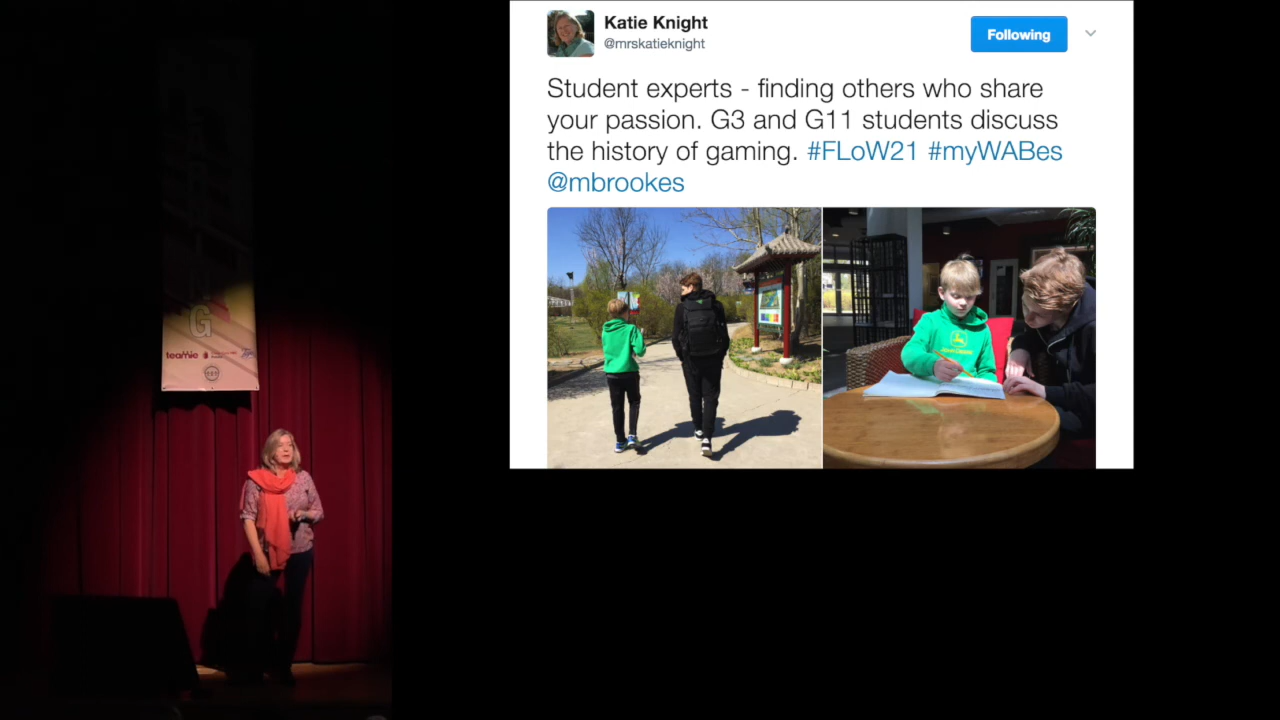 Katie Knight
@mrskatieknight
Following
Student experts - finding others who share
your passion. G3 and G11 students discuss
the history of gaming. #FLoW21 #myWABes
@mbrookes
G
teamie